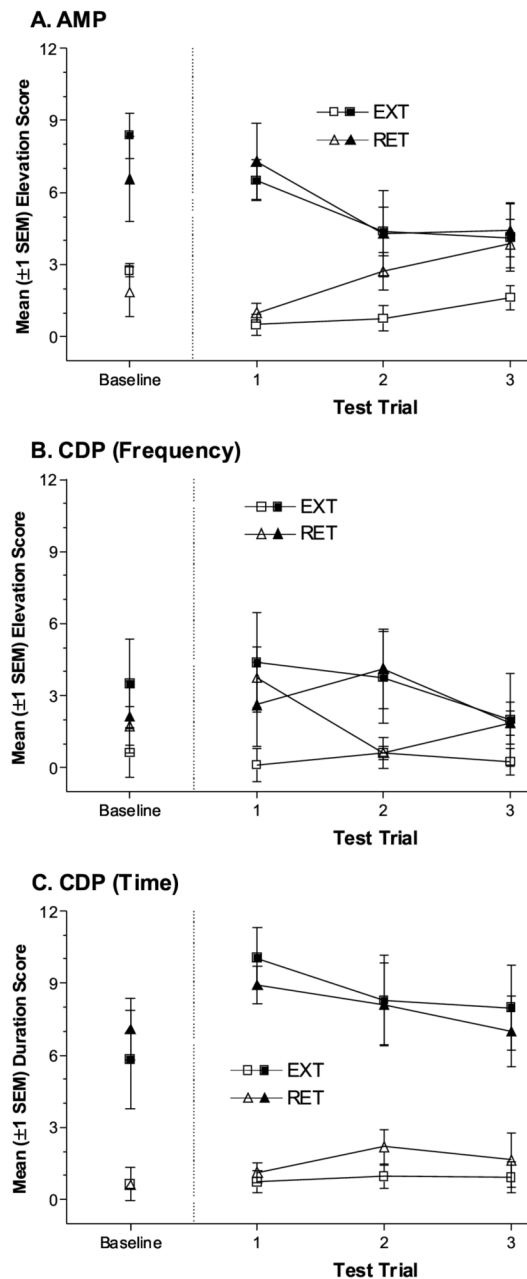 A. AMP
Mean (±1 SEM) Elevation Score
12
9
6
3
0
EXT
RET
Baseline
1
2
3
Test Trial
B. CDP (Frequency)
Mean (±1 SEM) Elevation Score
12
9
6
3
0
EXT
RET
Baseline
1
2
3
Test Trial
C. CDP (Time)
Mean (±1 SEM) Duration Score
12
9
6
3
0
EXT
RET
Baseline
1
2
3
Test Trial